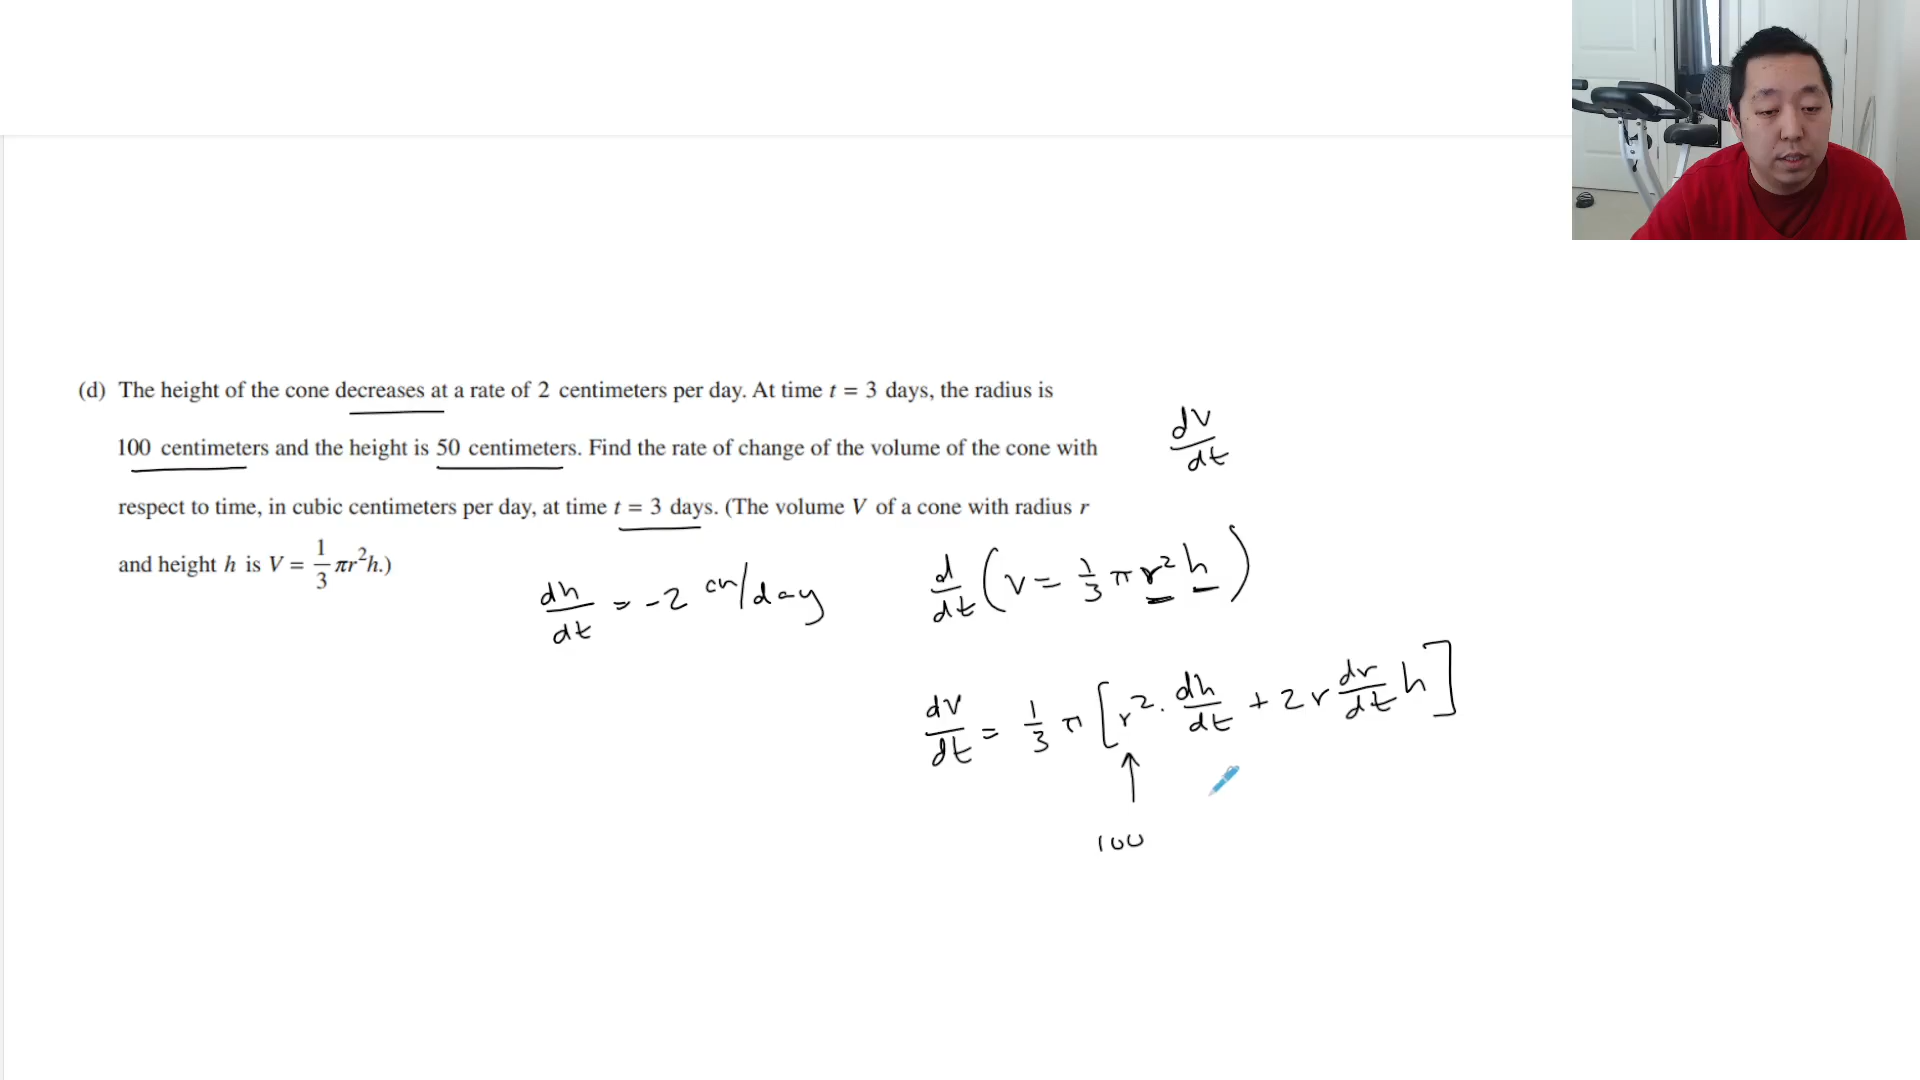 (d) The height of the cone decreases at a rate of 2 centimeters per day. At time t = 3 days, the radius is
100 centimeters and the height is 50 centimeters. Find the rate of change of the volume of the cone with
respect to time, in cubic centimeters per day, at time t = 3 days. (The volume V of a cone with radius r
and height h is V = 1/3 πr²h.)
dV/dt
dh/dt = -2 cm/day
d/dt (V = 1/3 π r² h)
dV/dt = 1/3 π [r² · dh/dt + 2r dr/dt h]
100